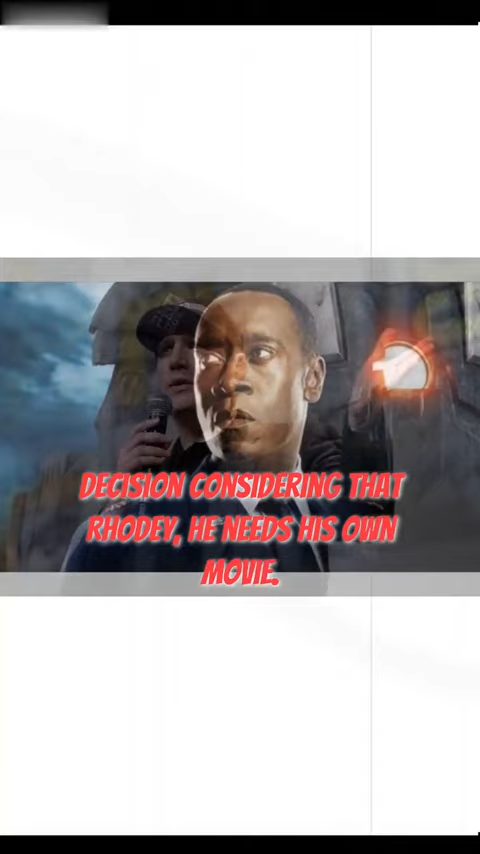 DECISION CONSIDERING THAT
RHODEY, HE NEEDS HIS OWN
MOVIE.